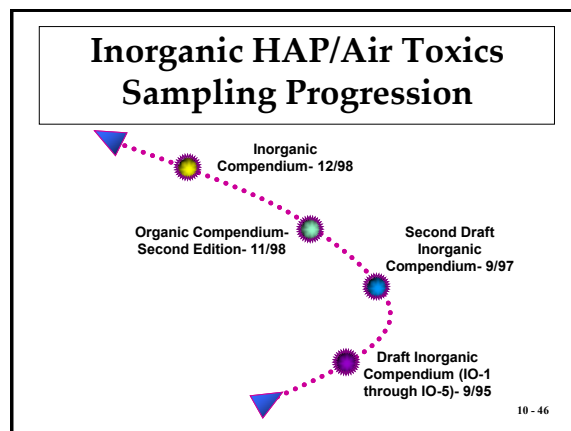 Inorganic HAP/Air Toxics
Sampling Progression
Inorganic
Compendium- 12/98
Organic Compendium-
Second Edition- 11/98
Second Draft
Inorganic
Compendium- 9/97
Draft Inorganic
Compendium (IO-1
through IO-5)- 9/95
10 - 46